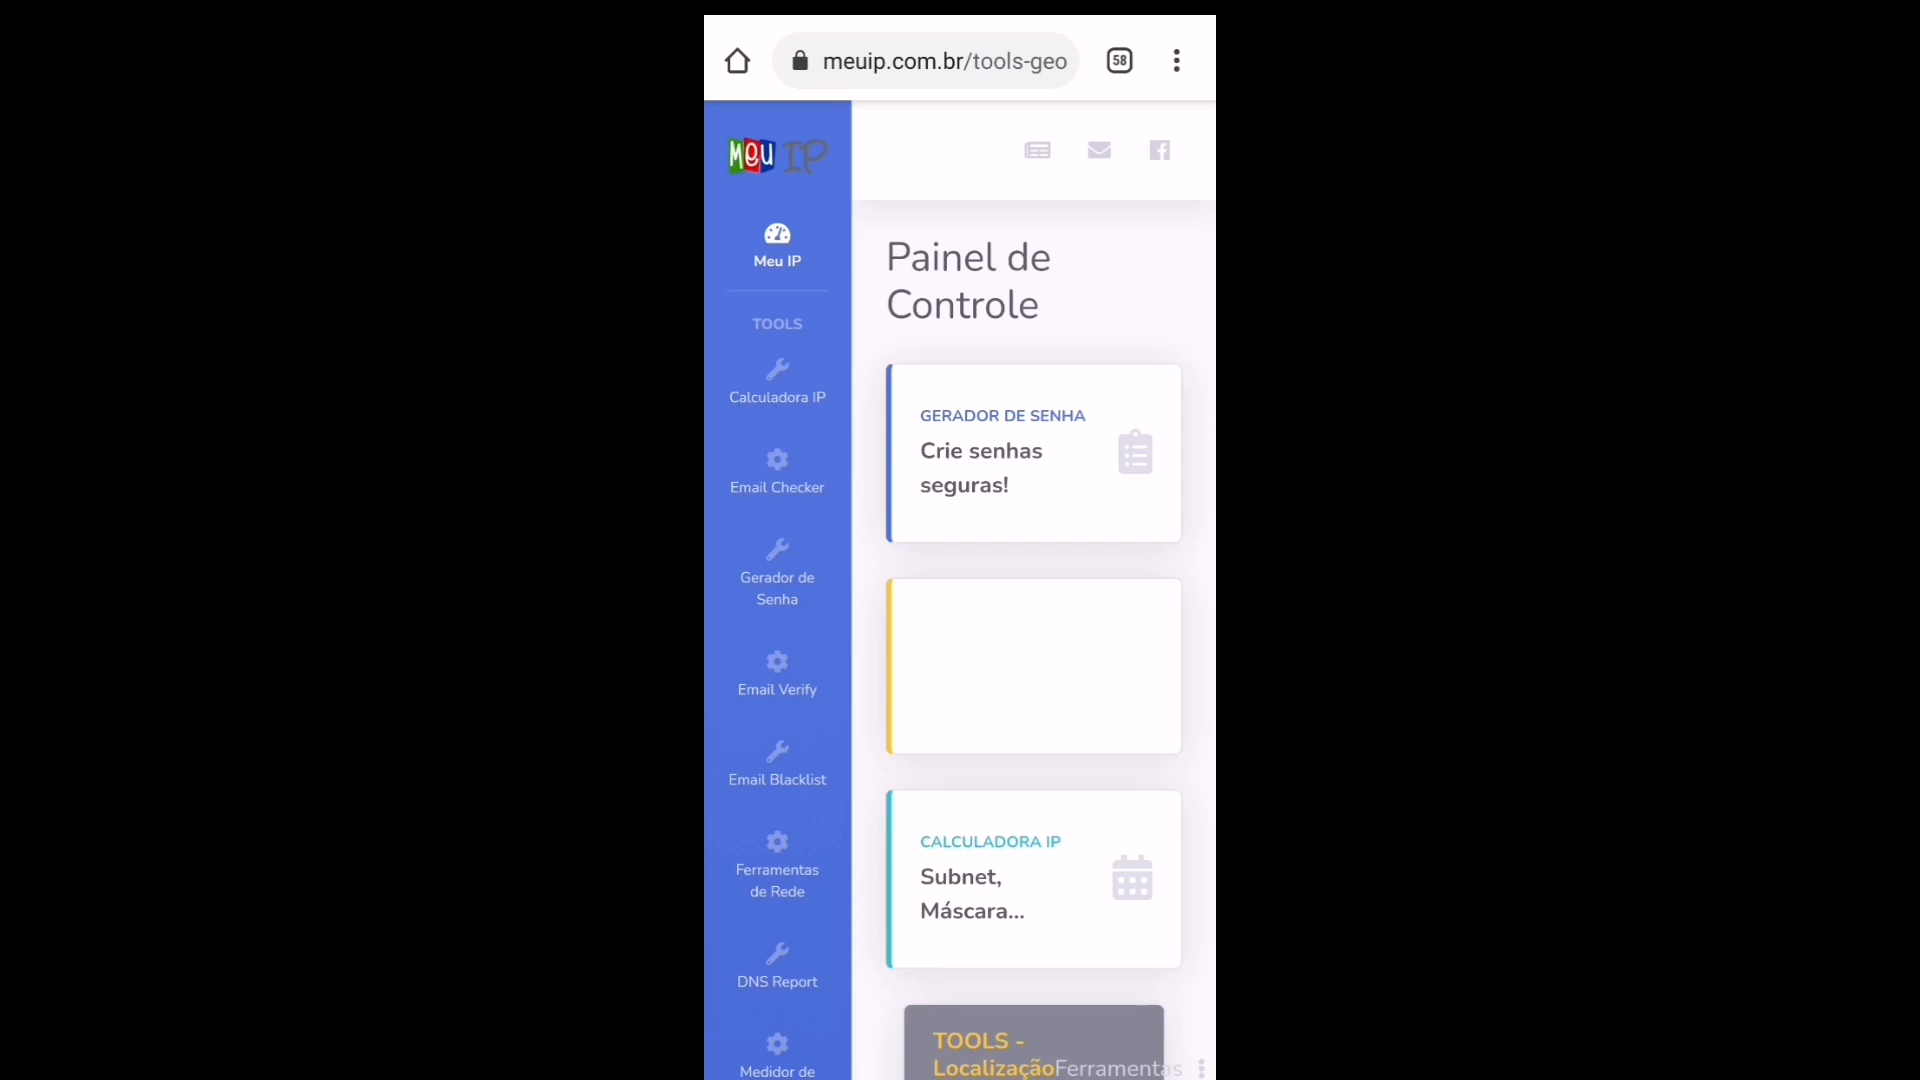 meuip.com.br/tools-geo
58
Meu IP
Meu IP
TOOLS
Calculadora IP
Email Checker
Gerador de
Senha
Email Verify
Email Blacklist
Ferramentas
de Rede
DNS Report
Medidor de
Painel de
Controle
GERADOR DE SENHA
Crie senhas
seguras!
CALCULADORA IP
Subnet,
Máscara...
TOOLS -
LocalizaçãoFerramentas